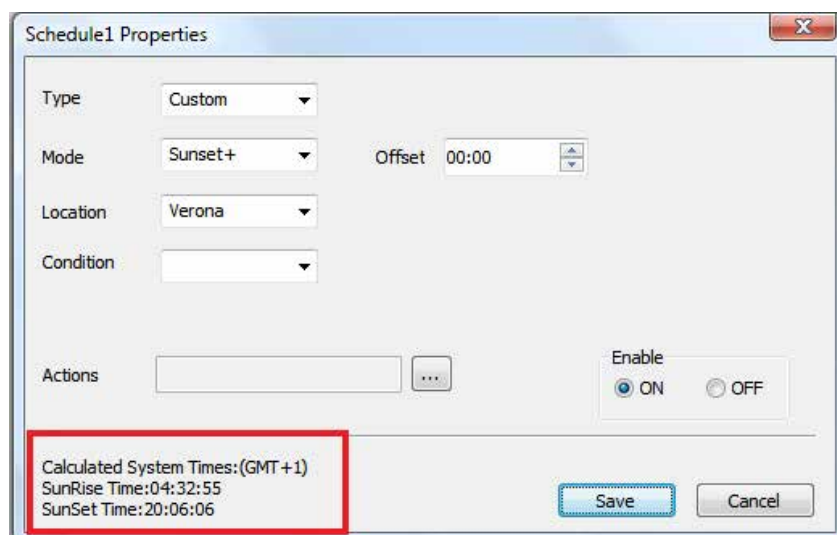 Schedule1 Properties
Type Custom
Mode Sunset+ Offset 00:00
Location Verona
Condition
Actions ...
Enable
ON OFF
Calculated System Times:(GMT+1)
SunRise Time:04:32:55
SunSet Time:20:06:06
Save Cancel